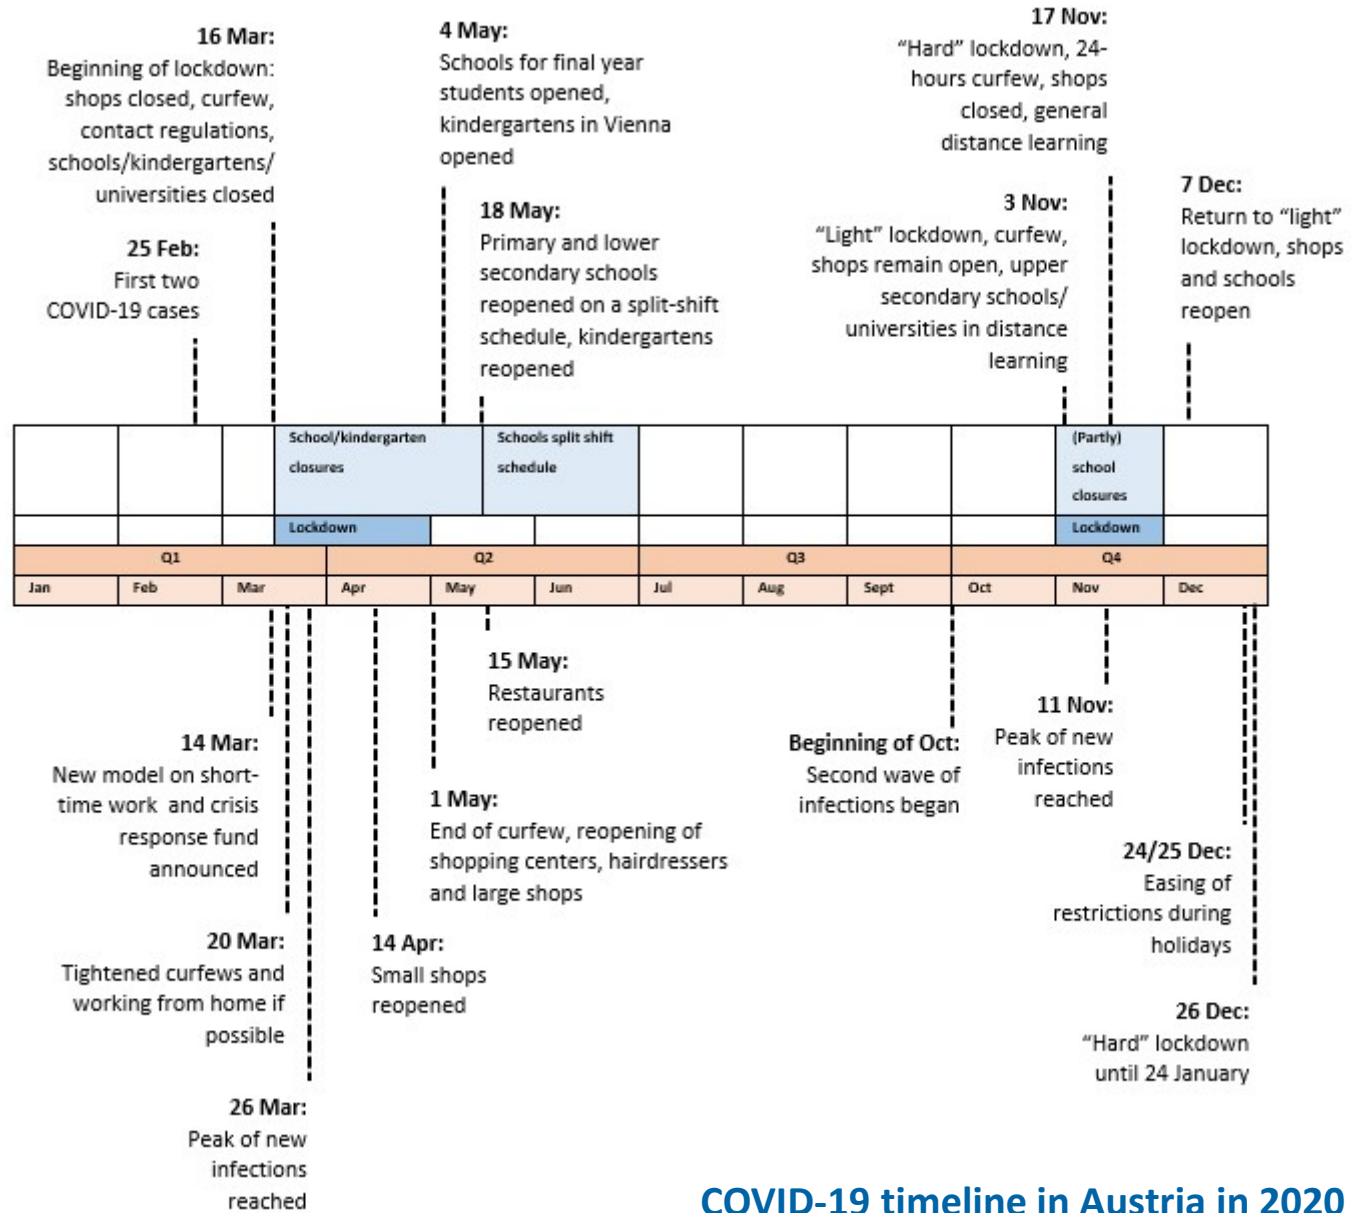 16 Mar:
Beginning of lockdown:
shops closed, curfew,
contact regulations,
schools/kindergartens/
universities closed
25 Feb:
First two
COVID-19 cases
4 May:
Schools for final year
students opened,
kindergartens in Vienna
opened
18 May:
Primary and lower
secondary schools
reopened on a split-shift
schedule, kindergartens
reopened
17 Nov:
“Hard” lockdown, 24-
hours curfew, shops
closed, general
distance learning
3 Nov:
“Light” lockdown, curfew,
shops remain open, upper
secondary schools/
universities in distance
learning
7 Dec:
Return to “light”
lockdown, shops
and schools
reopen
School/kindergarten
closures
Schools split shift
schedule
(Partly)
school
closures
Lockdown
Lockdown
Q1 Q2 Q3 Q4
Jan Feb Mar Apr May Jun Jul Aug Sept Oct Nov Dec
14 Mar:
New model on short-
time work and crisis
response fund
announced
20 Mar:
Tightened curfews and
working from home if
possible
26 Mar:
Peak of new
infections
reached
14 Apr:
Small shops
reopened
1 May:
End of curfew, reopening of
shopping centers, hairdressers
and large shops
15 May:
Restaurants
reopened
Beginning of Oct:
Second wave of
infections began
11 Nov:
Peak of new
infections
reached
24/25 Dec:
Easing of
restrictions during
holidays
26 Dec:
“Hard” lockdown
until 24 January
COVID-19 timeline in Austria in 2020